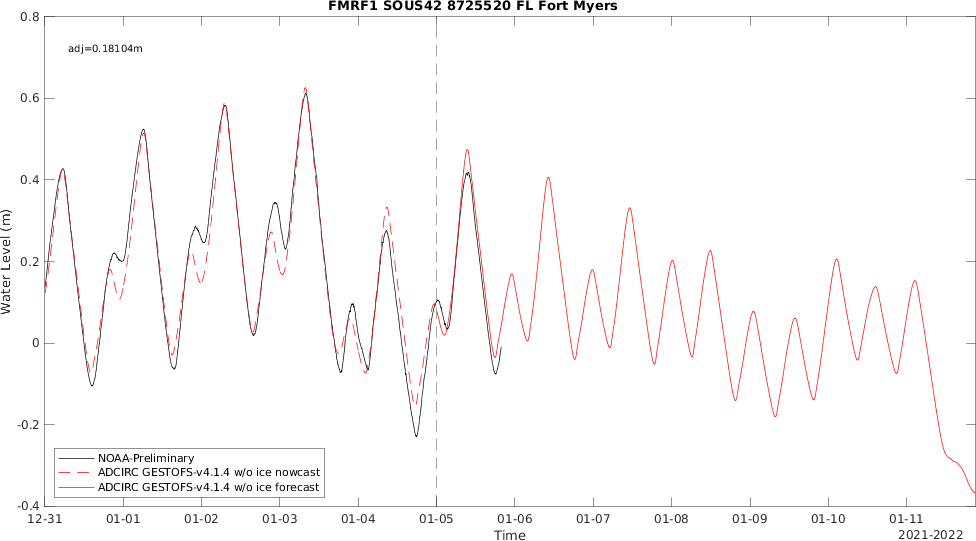 FMRF1 SOUS42 8725520 FL Fort Myers
0.8
adj=0.18104m
0.6
0.4
0.2
0
-0.2
-0.4
Water Level (m)
NOAA-Preliminary
ADCIRC GESTOFS-v4.1.4 w/o ice nowcast
ADCIRC GESTOFS-v4.1.4 w/o ice forecast
12-31 01-01 01-02 01-03 01-04 01-05 01-06 01-07 01-08 01-09 01-10 01-11
Time
2021-2022